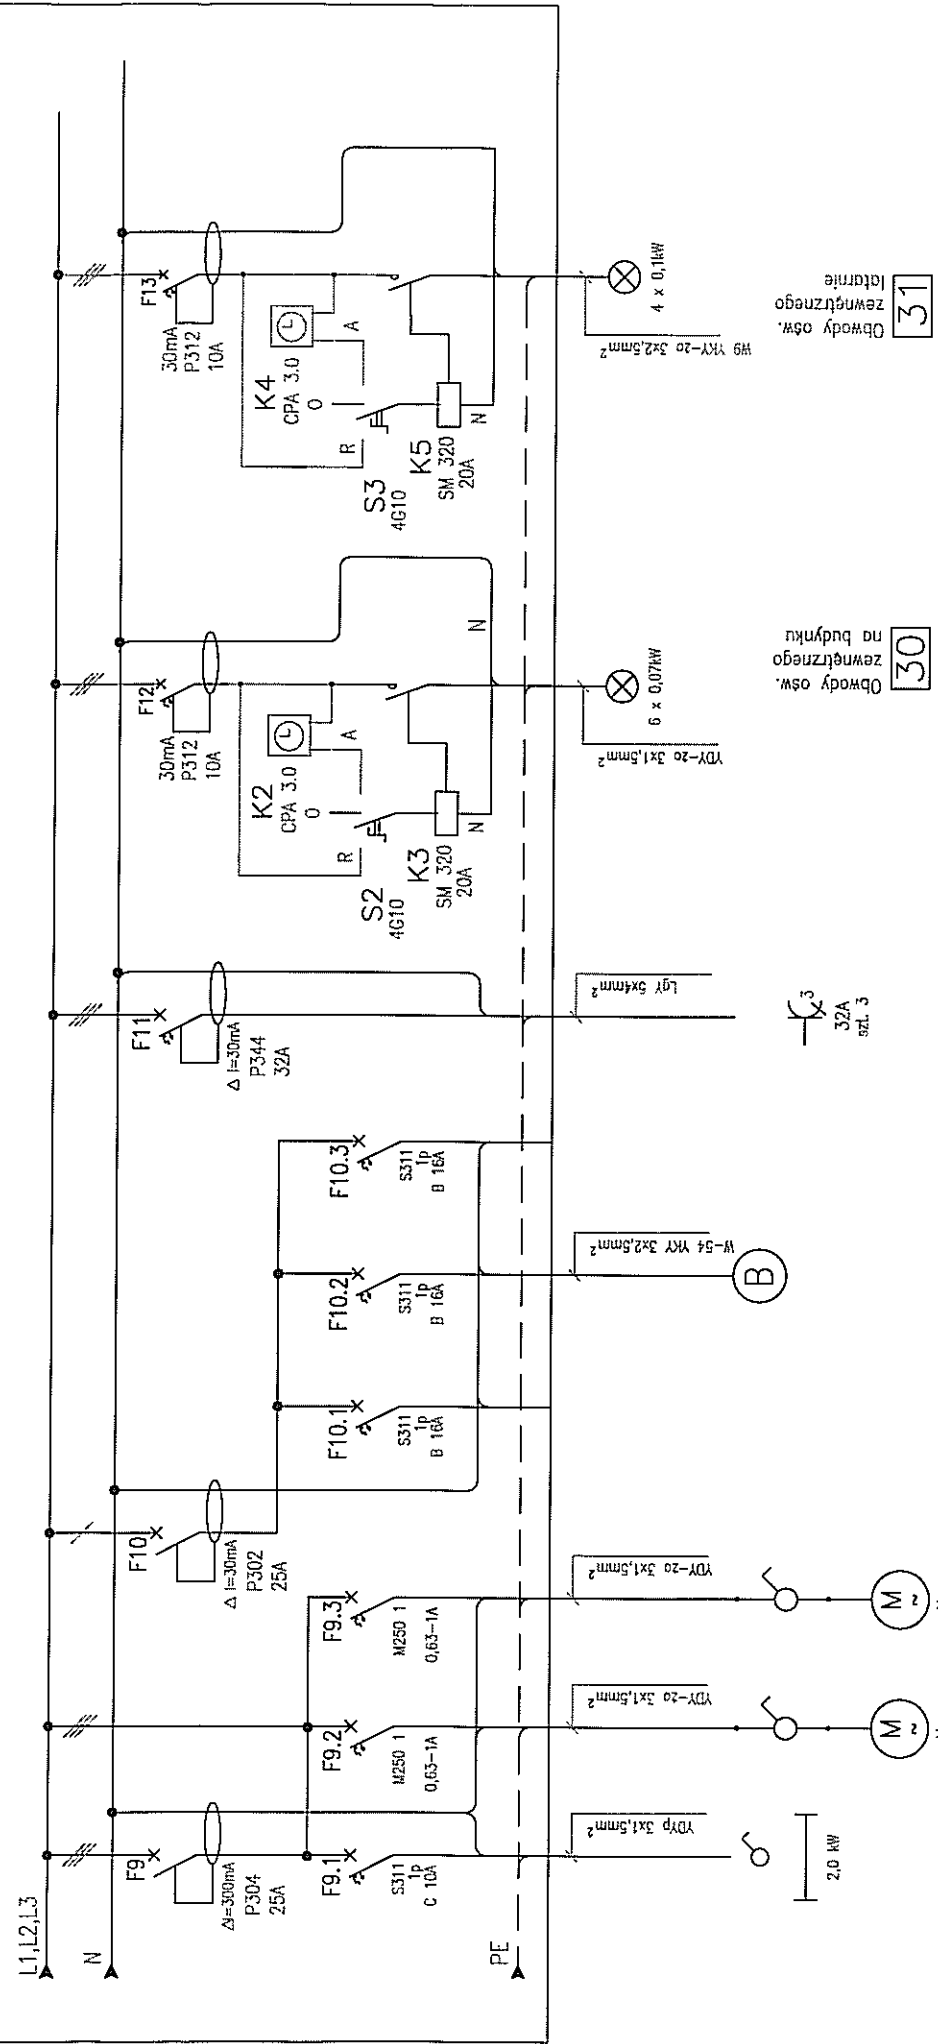 L1,L2,L3
N
PE
F9
Δ|=300mA
P304
25A
F9.1
S311
1p
C 10A
YDYp 3x1,5mm²
2,0 kW
F9.2
M250 1
0,63-1A
YDY-żo 3x1,5mm²
M
~
F9.3
M250 1
0,63-1A
YDY-żo 3x1,5mm²
M
~
F10
Δ I=30mA
P302
25A
F10.1
S311
1p
B 16A
F10.2
S311
1p
B 16A
W-54 YKY 3x2,5mm²
B
F10.3
S311
1p
B 16A
F11
Δ I=30mA
P344
32A
LgY 5x4mm²
3
32A
szt. 3
F12
30mA
P312
10A
K2
CPA 3.0
O
A
R
S2
4G10
K3
SM 320
20A
N
N
YDY-żo 3x1,5mm²
6 x 0,07kW
Obwody ośw.
zewnętrznego
na budynku
30
F13
30mA
P312
10A
K4
CPA 3.0
O
A
R
S3
4G10
K5
SM 320
20A
N
W9 YKY-żo 3x2,5mm²
4 x 0,1kW
Obwody ośw.
zewnętrznego
latarnie
31